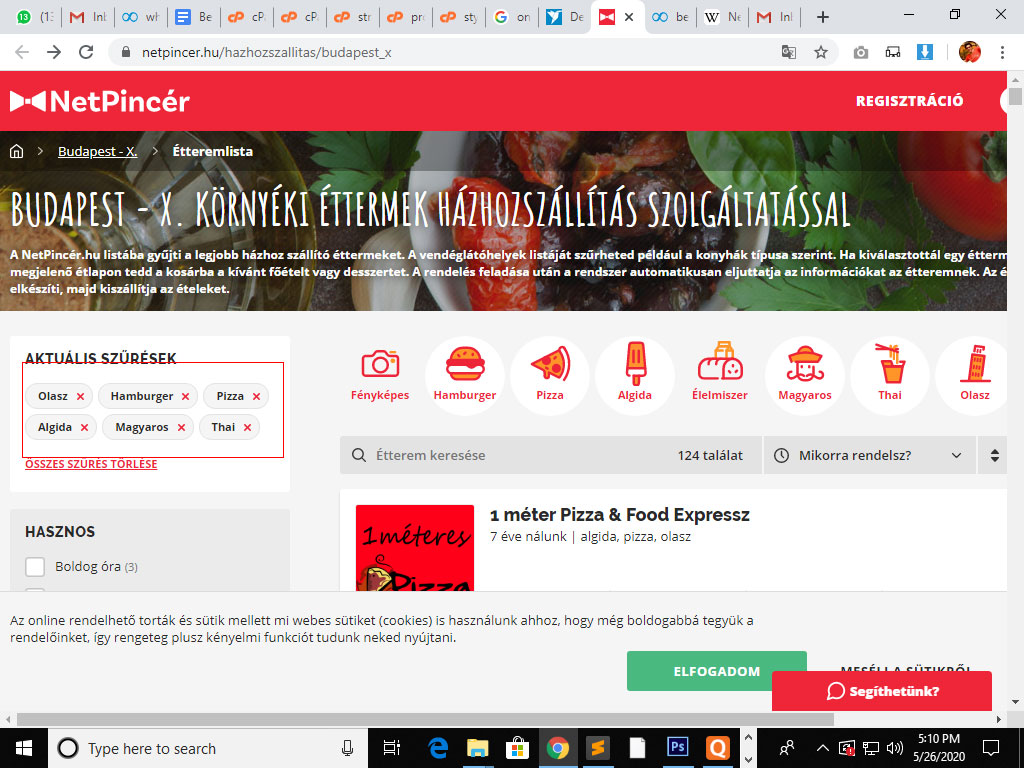 13
(1:
Inl
wh
Be
cP
cP
str
pr
sty
on
De
be
Ne
Inl
netpincer.hu/hazhozszallitas/budapest_x
NetPincér
REGISZTRÁCIÓ
Budapest - X. > Étteremlista
BUDAPEST - X. KÖRNYÉKI ÉTTERMEK HÁZHOZSZÁLLÍTÁS SZOLGÁLTATÁSSAL
A NetPincér.hu listába gyűjti a legjobb házhoz szállító éttermeket. A vendéglátóhelyek listáját szűrheted például a konyhák típusa szerint. Ha kiválasztottál egy étterm
megjelenő étlapon tedd a kosárba a kívánt főételt vagy desszertet. A rendelés feladása után a rendszer automatikusan eljuttatja az információkat az étteremnek. Az é
elkészíti, majd kiszállítja az ételeket.
AKTUÁLIS SZŰRÉSEK
Olasz × Hamburger × Pizza ×
Algida × Magyaros × Thai ×
ÖSSZES SZŰRÉS TÖRLÉSE
Fényképes Hamburger Pizza Algida Élelmiszer Magyaros Thai Olasz
Étterem keresése 124 találat Mikorra rendelsz?
HASZNOS
Boldog óra (3)
1méteres
Pizza
1 méter Pizza & Food Expressz
7 éve nálunk | algida, pizza, olasz
Az online rendelhető torták és sütik mellett mi webes sütiket (cookies) is használunk ahhoz, hogy még boldogabbá tegyük a
rendelőinket, így rengeteg plusz kényelmi funkciót tudunk neked nyújtani.
ELFOGADOM
MESÉLJ A SÜTIKRŐL
Segíthetünk?
Type here to search
Ps
5:10 PM
5/26/2020